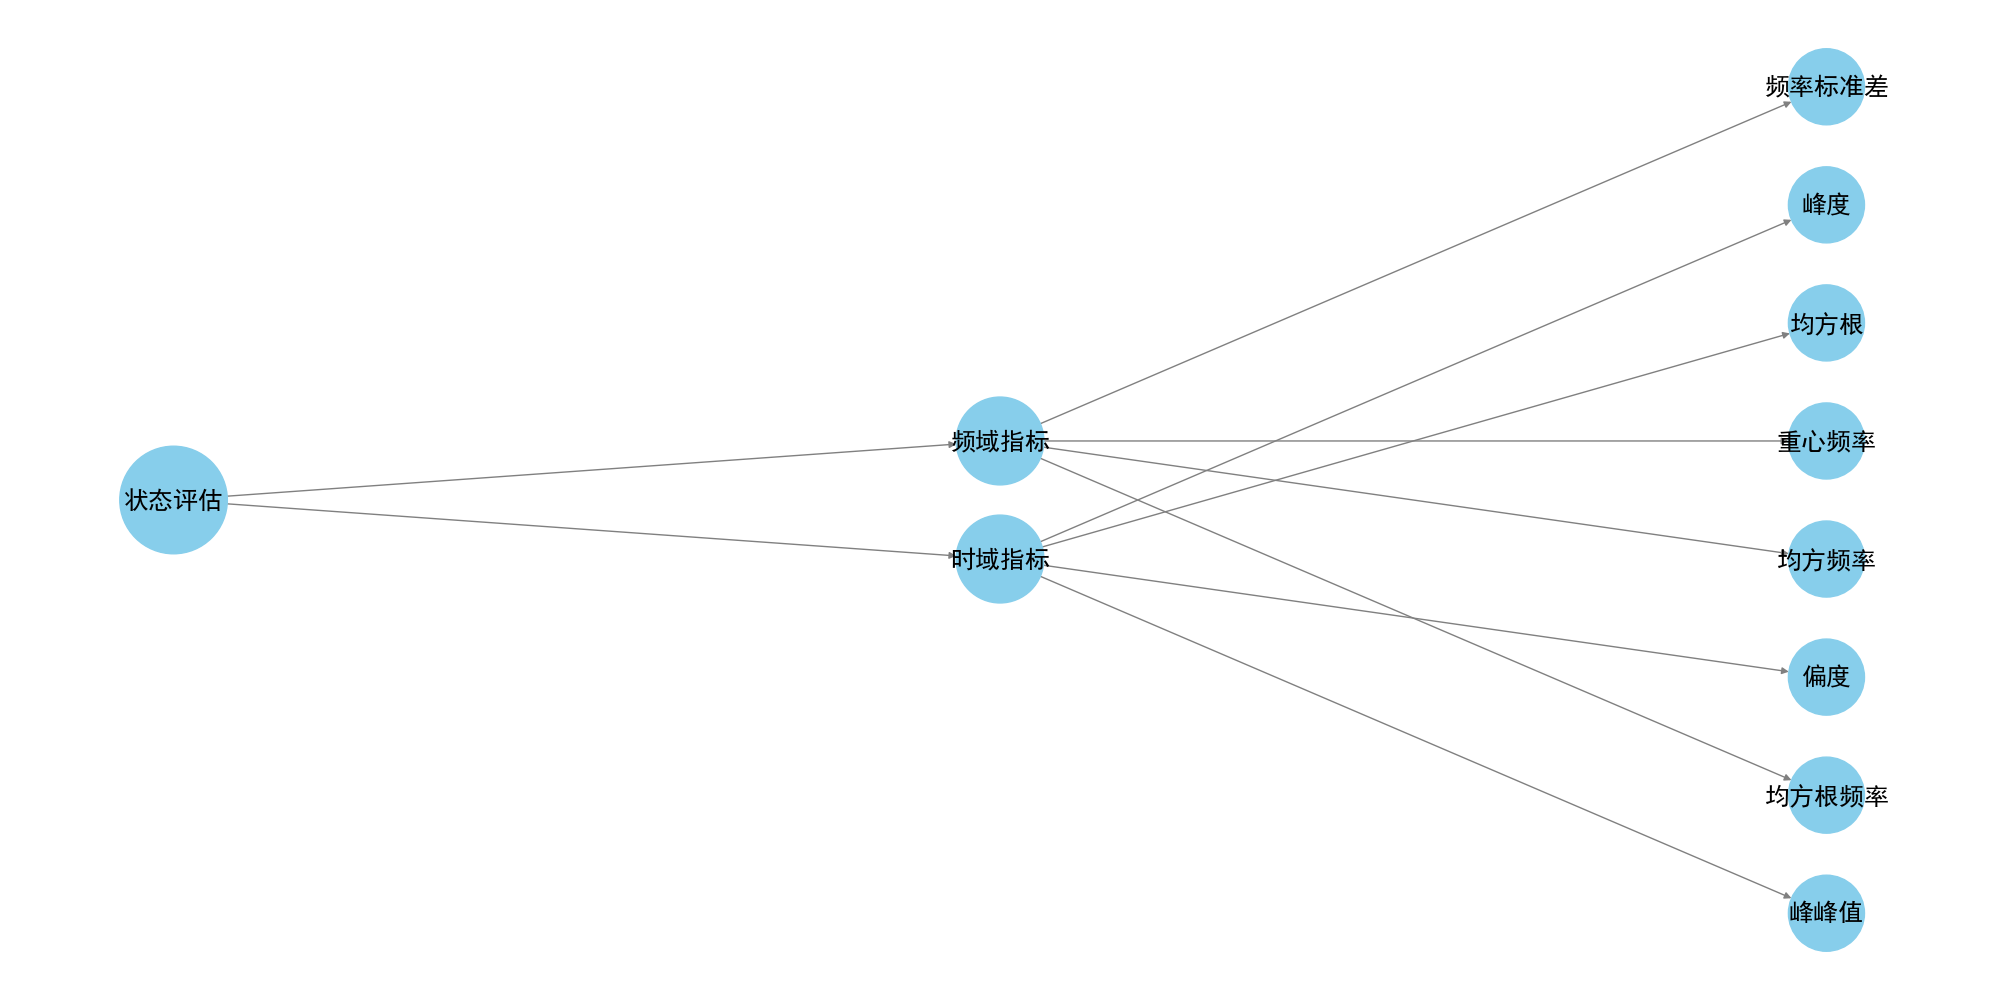 状态评估
频域指标
时域指标
频率标准差
峰度
均方根
重心频率
均方频率
偏度
均方根频率
峰峰值